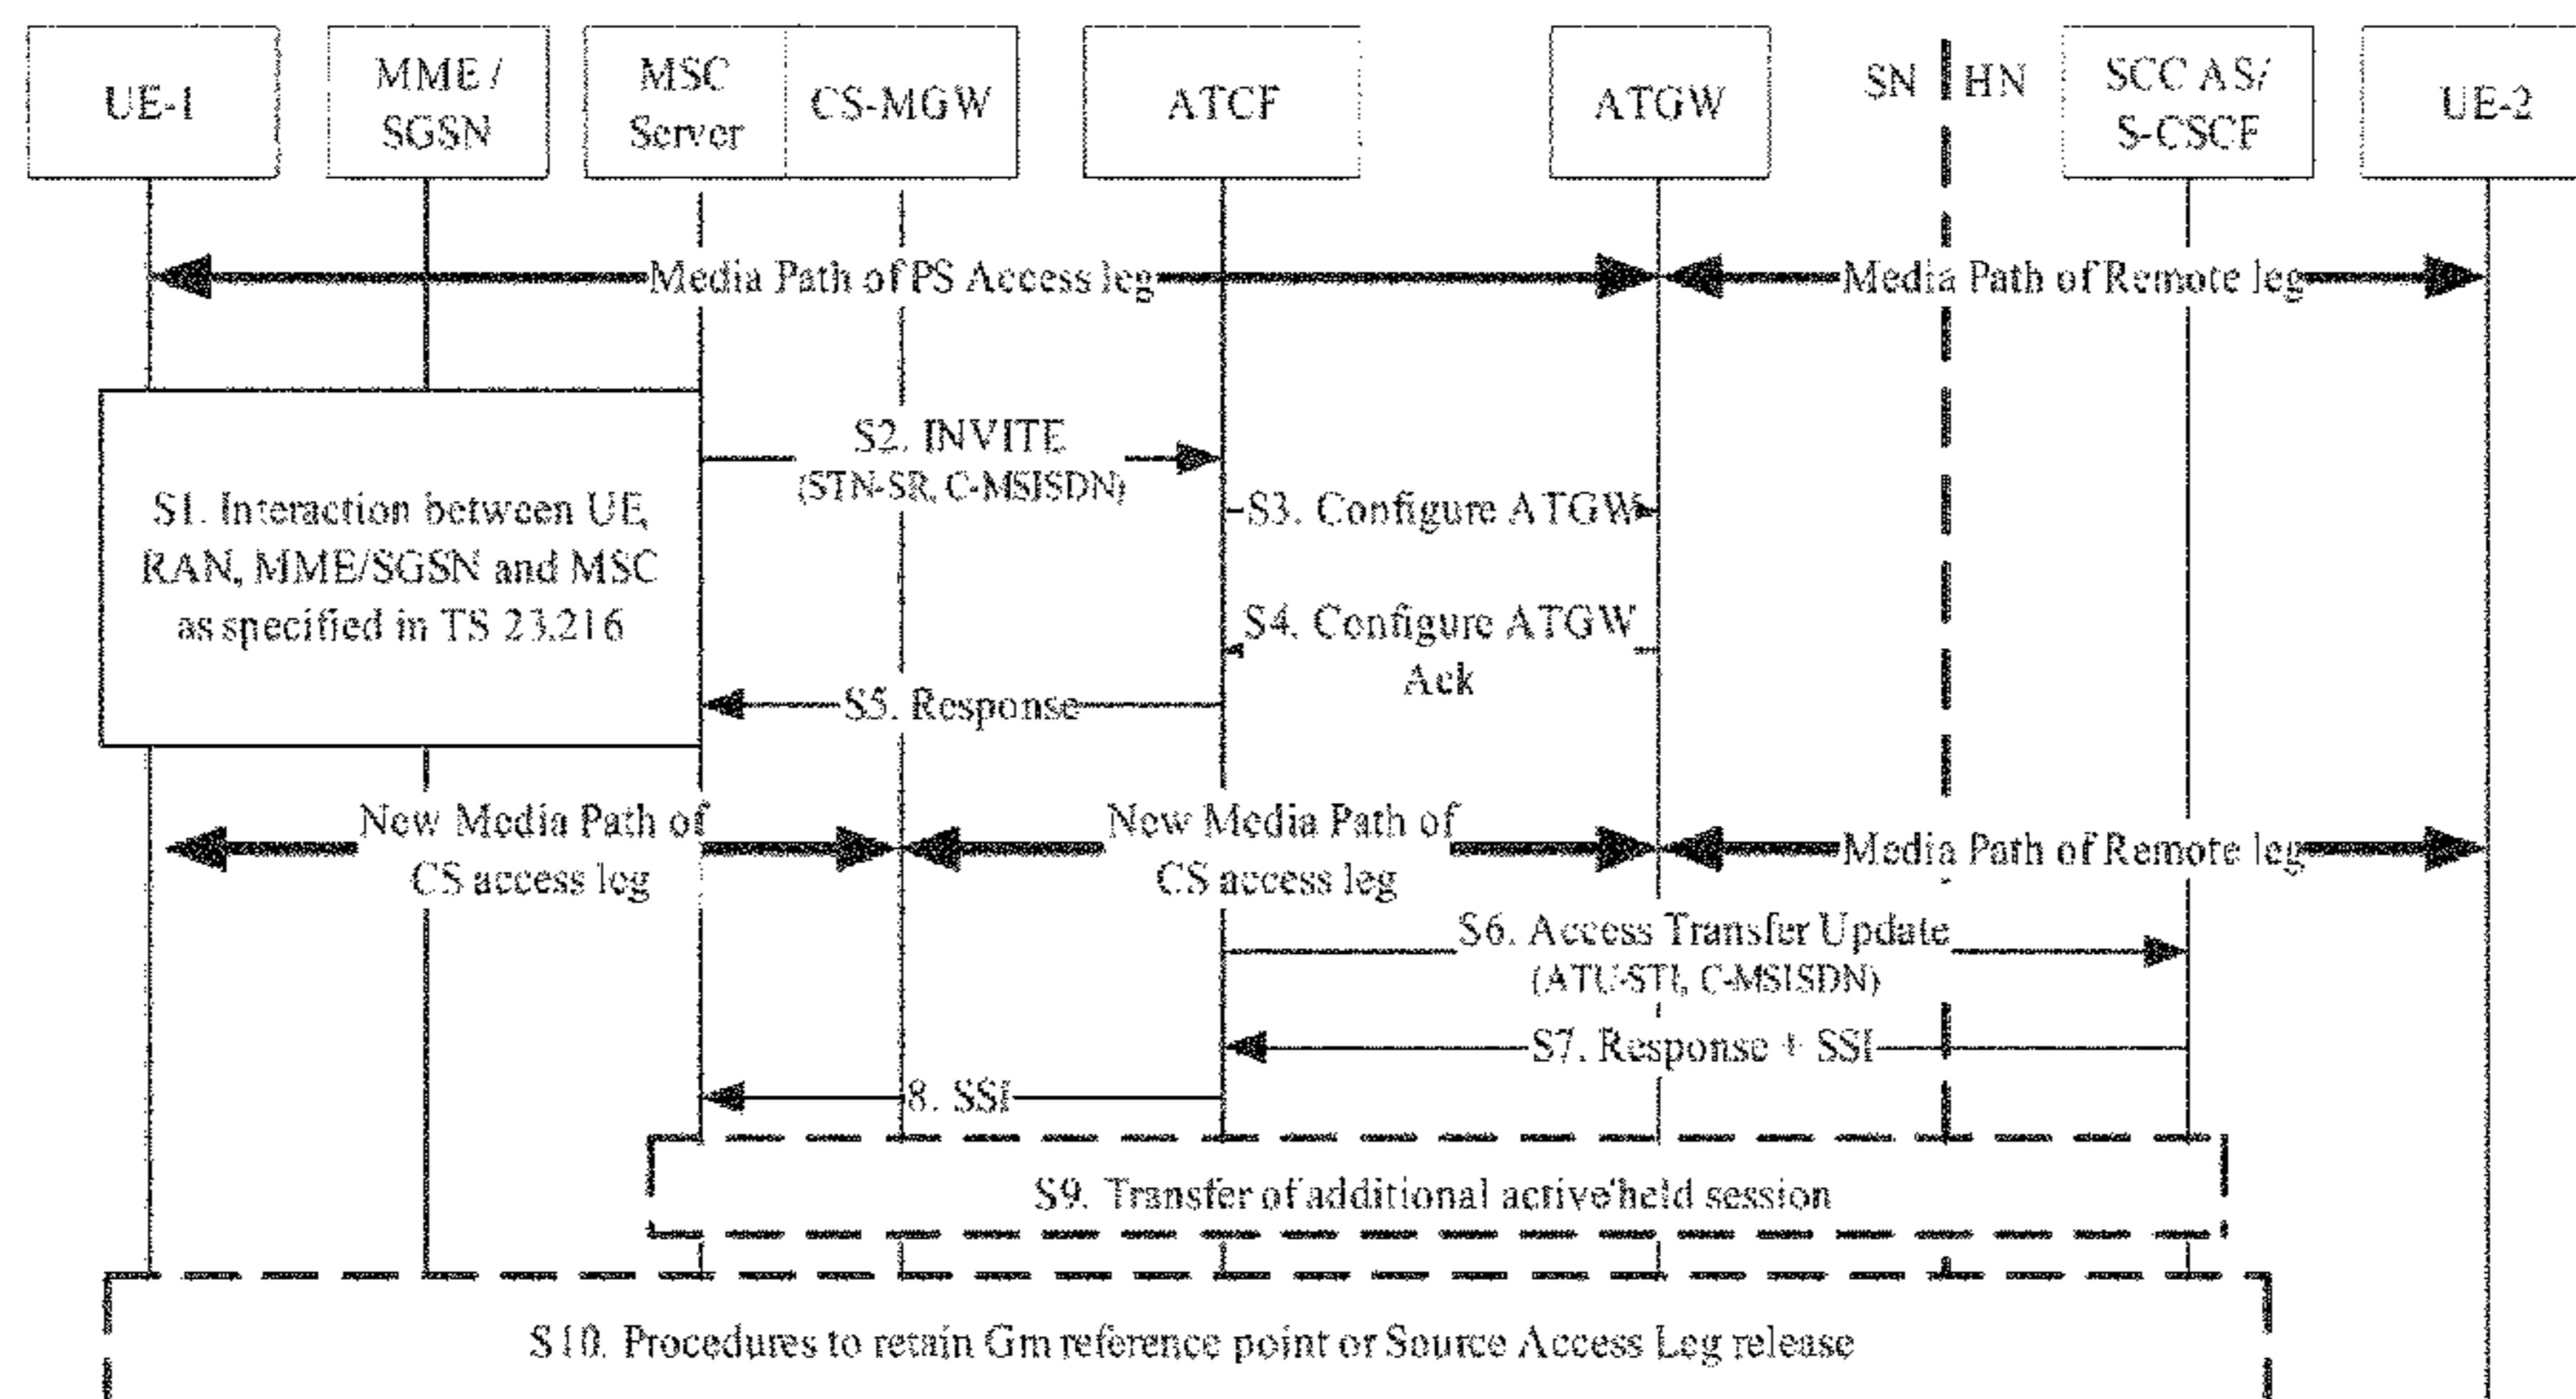 UE-1
MME /
SGSN
MSC
Server
CS-MGW
ATCF
ATGW
SN
HN
SCC AS/
S-CSCF
UE-2
Media Path of PS Access leg
Media Path of Remote leg
S1. Interaction between UE,
RAN, MME/SGSN and MSC
as specified in TS 23.216
S2. INVITE
(STN-SR, C-MSISDN)
S3. Configure ATGW
S4. Configure ATGW
Ack
S5. Response
New Media Path of
CS access leg
New Media Path of
CS access leg
Media Path of Remote leg
S6. Access Transfer Update
(ATU-STI, C-MSISDN)
S7. Response + SSI
8. SSI
S9. Transfer of additional active/held session
S10. Procedures to retain Gm reference point or Source Access Leg release